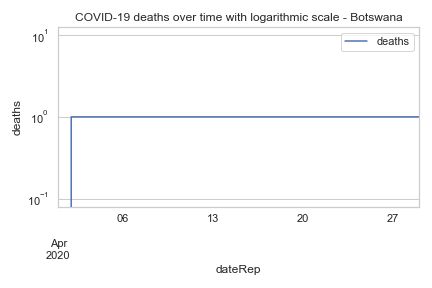 COVID-19 deaths over time with logarithmic scale - Botswana
deaths
10¹
10⁰
10⁻¹
deaths
06 13 20 27
Apr
2020
dateRep